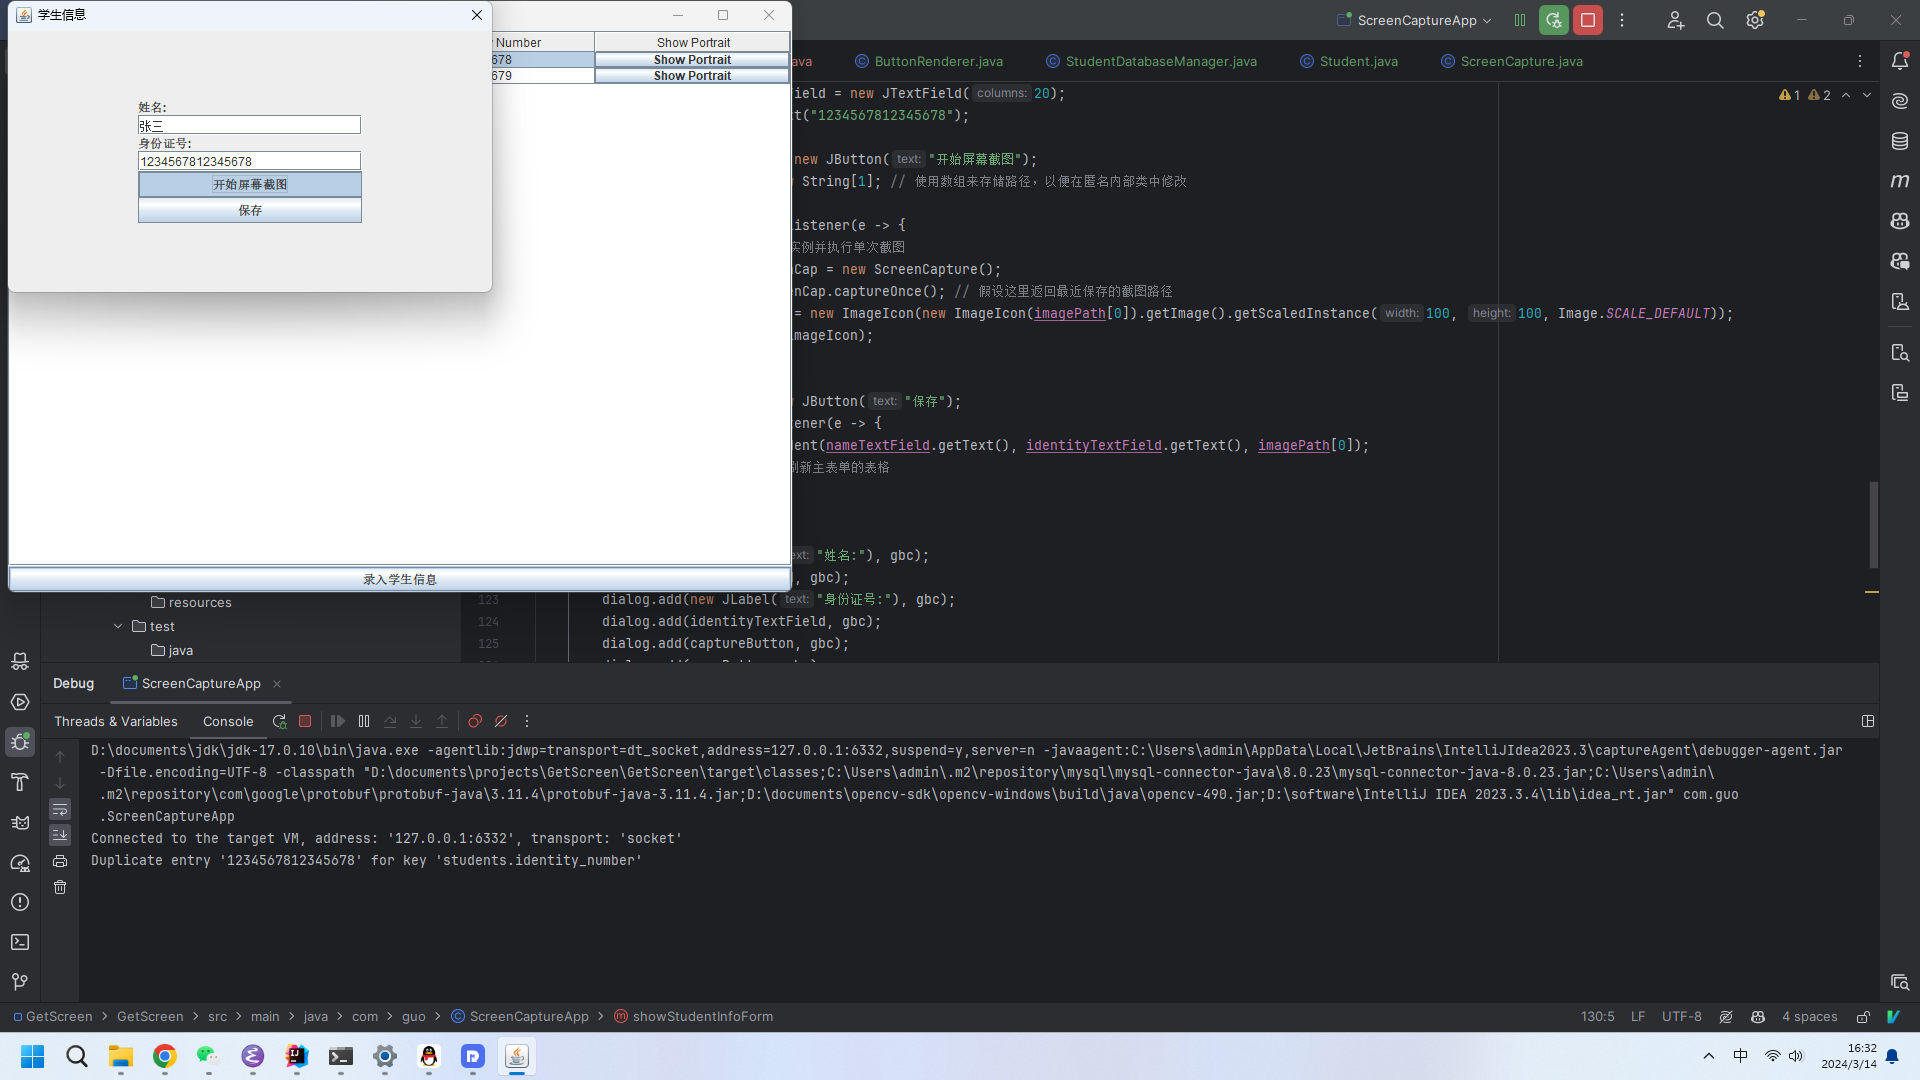 学生信息
Number
Show Portrait
678
Show Portrait
679
Show Portrait
姓名:
张三
身份证号:
1234567812345678
开始屏幕截图
保存
录入学生信息
ScreenCaptureApp
ava
ButtonRenderer.java
StudentDatabaseManager.java
Student.java
ScreenCapture.java
ield = new JTextField( columns: 20);
t("1234567812345678");
1 2
new JButton( text: "开始屏幕截图");
String[1]; // 使用数组来存储路径，以便在匿名内部类中修改
istener(e -> {
实例并执行单次截图
Cap = new ScreenCapture();
nCap.captureOnce(); // 假设这里返回最近保存的截图路径
= new ImageIcon(new ImageIcon(imagePath[0]).getImage().getScaledInstance( width: 100, height: 100, Image.SCALE_DEFAULT));
mageIcon);
JButton( text: "保存");
ener(e -> {
ent(nameTextField.getText(), identityTextField.getText(), imagePath[0]);
刷新主表单的表格
ext: "姓名:"), gbc);
, gbc);
123 dialog.add(new JLabel( text: "身份证号:"), gbc);
124 dialog.add(identityTextField, gbc);
125 dialog.add(captureButton, gbc);
resources
test
java
Debug
ScreenCaptureApp
Threads & Variables
Console
D:\documents\jdk\jdk-17.0.10\bin\java.exe -agentlib:jdwp=transport=dt_socket,address=127.0.0.1:6332,suspend=y,server=n -javaagent:C:\Users\admin\AppData\Local\JetBrains\IntelliJIdea2023.3\captureAgent\debugger-agent.jar
-Dfile.encoding=UTF-8 -classpath "D:\documents\projects\GetScreen\GetScreen\target\classes;C:\Users\admin\.m2\repository\mysql\mysql-connector-java\8.0.23\mysql-connector-java-8.0.23.jar;C:\Users\admin\
.m2\repository\com\google\protobuf\protobuf-java\3.11.4\protobuf-java-3.11.4.jar;D:\documents\opencv-sdk\opencv-windows\build\java\opencv-490.jar;D:\software\IntelliJ IDEA 2023.3.4\lib\idea_rt.jar" com.guo
.ScreenCaptureApp
Connected to the target VM, address: '127.0.0.1:6332', transport: 'socket'
Duplicate entry '1234567812345678' for key 'students.identity_number'
GetScreen > GetScreen > src > main > java > com > guo > ScreenCaptureApp > showStudentInfoForm
130:5 LF UTF-8 4 spaces
中
16:32
2024/3/14